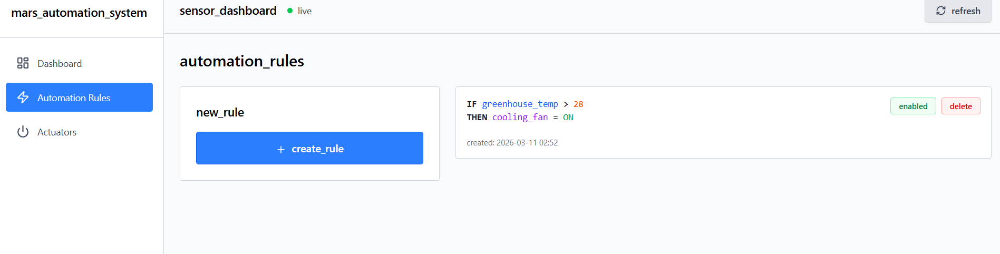 mars_automation_system
Dashboard
Automation Rules
Actuators
sensor_dashboard live
refresh
automation_rules
new_rule
+ create_rule
IF greenhouse_temp > 28
THEN cooling_fan = ON
created: 2026-03-11 02:52
enabled
delete